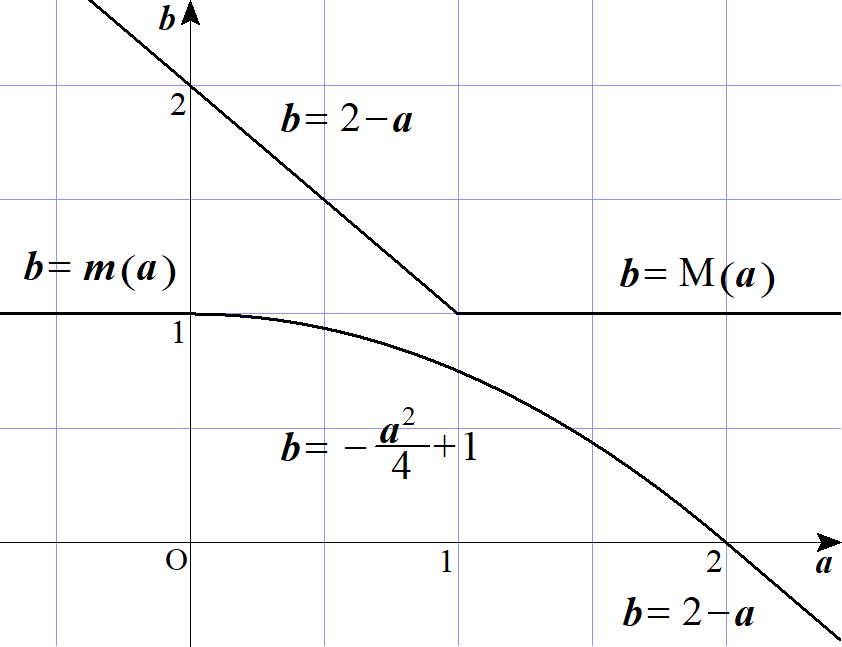 b
2
b= 2−a
b= m(a)
b= M(a)
1
b= −a²/4+1
O
1
2
a
b= 2−a